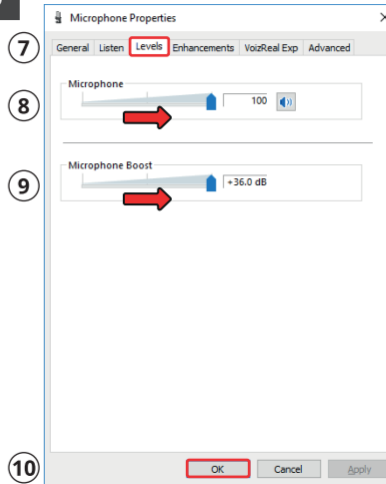 Microphone Properties
7
General Listen Levels Enhancements VoizReal Exp Advanced
Microphone
8
100
Microphone Boost
9
+36.0 dB
10
OK Cancel Apply